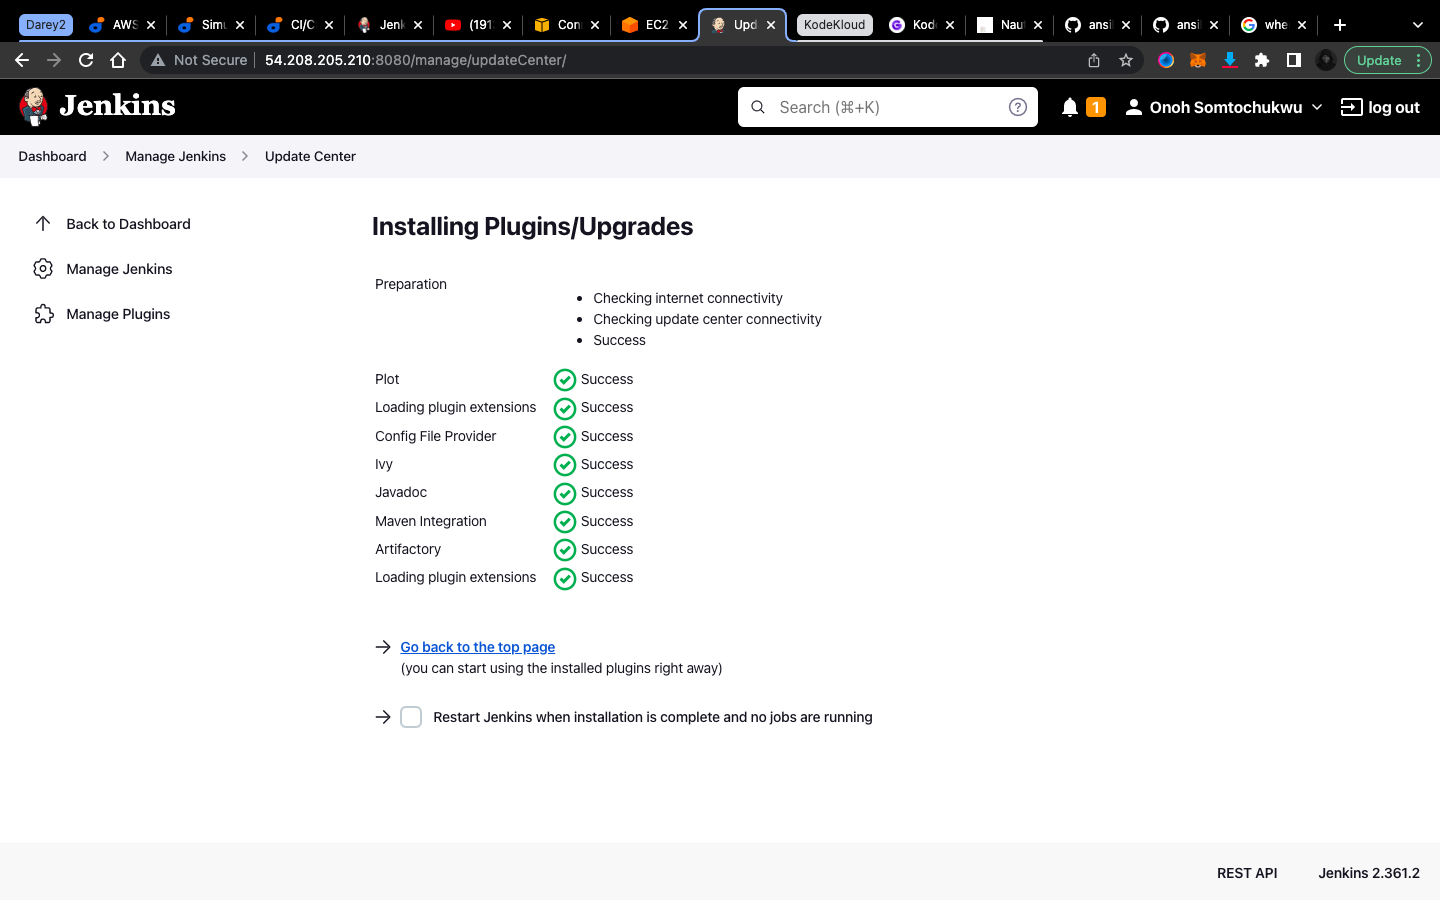 Darey2
AWS
Simu
CI/C
Jenk
(191
Con
EC2
Upd
KodeKloud
Kod
Nau
ansi
ansi
whe
Not Secure
54.208.205.210:8080/manage/updateCenter/
Update
Jenkins
Search (⌘+K)
?
1
Onoh Somtochukwu
log out
Dashboard
Manage Jenkins
Update Center
Back to Dashboard
Manage Jenkins
Manage Plugins
Installing Plugins/Upgrades
Preparation
Checking internet connectivity
Checking update center connectivity
Success
Plot Success
Loading plugin extensions Success
Config File Provider Success
Ivy Success
Javadoc Success
Maven Integration Success
Artifactory Success
Loading plugin extensions Success
Go back to the top page
(you can start using the installed plugins right away)
Restart Jenkins when installation is complete and no jobs are running
REST API
Jenkins 2.361.2